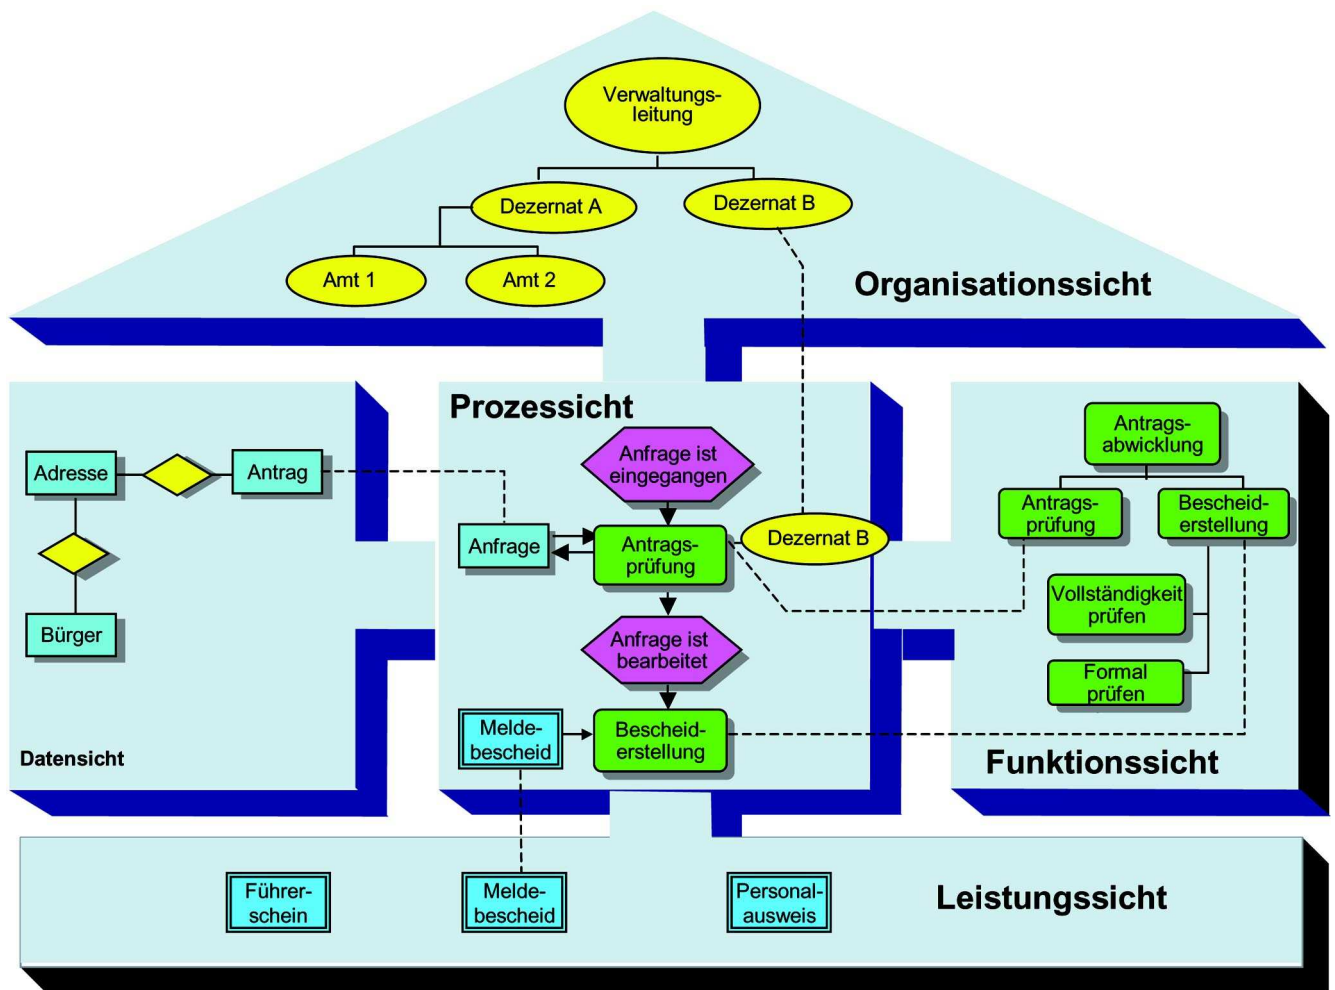 Verwaltungs-
leitung
Dezernat A
Dezernat B
Amt 1
Amt 2
Organisationssicht
Adresse
Antrag
Bürger
Datensicht
Prozessicht
Anfrage ist
eingegangen
Anfrage
Antrags-
prüfung
Dezernat B
Anfrage ist
bearbeitet
Melde-
bescheid
Bescheid-
erstellung
Antrags-
abwicklung
Antrags-
prüfung
Bescheid-
erstellung
Vollständigkeit
prüfen
Formal
prüfen
Funktionssicht
Führer-
schein
Melde-
bescheid
Personal-
ausweis
Leistungssicht